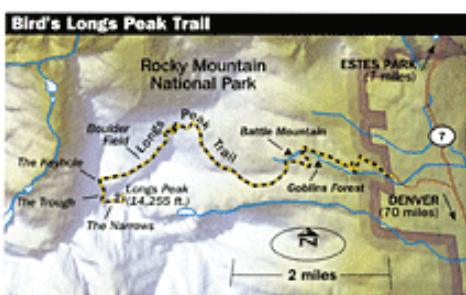 Bird's Longs Peak Trail
Rocky Mountain
National Park
ESTES PARK
(7 miles)
7
Boulder
Field
Longs Peak Trail
Battle Mountain
The Keyhole
Goblins Forest
The Trough
Longs Peak
(14,255 ft.)
DENVER
(70 miles)
The Narrows
N
2 miles